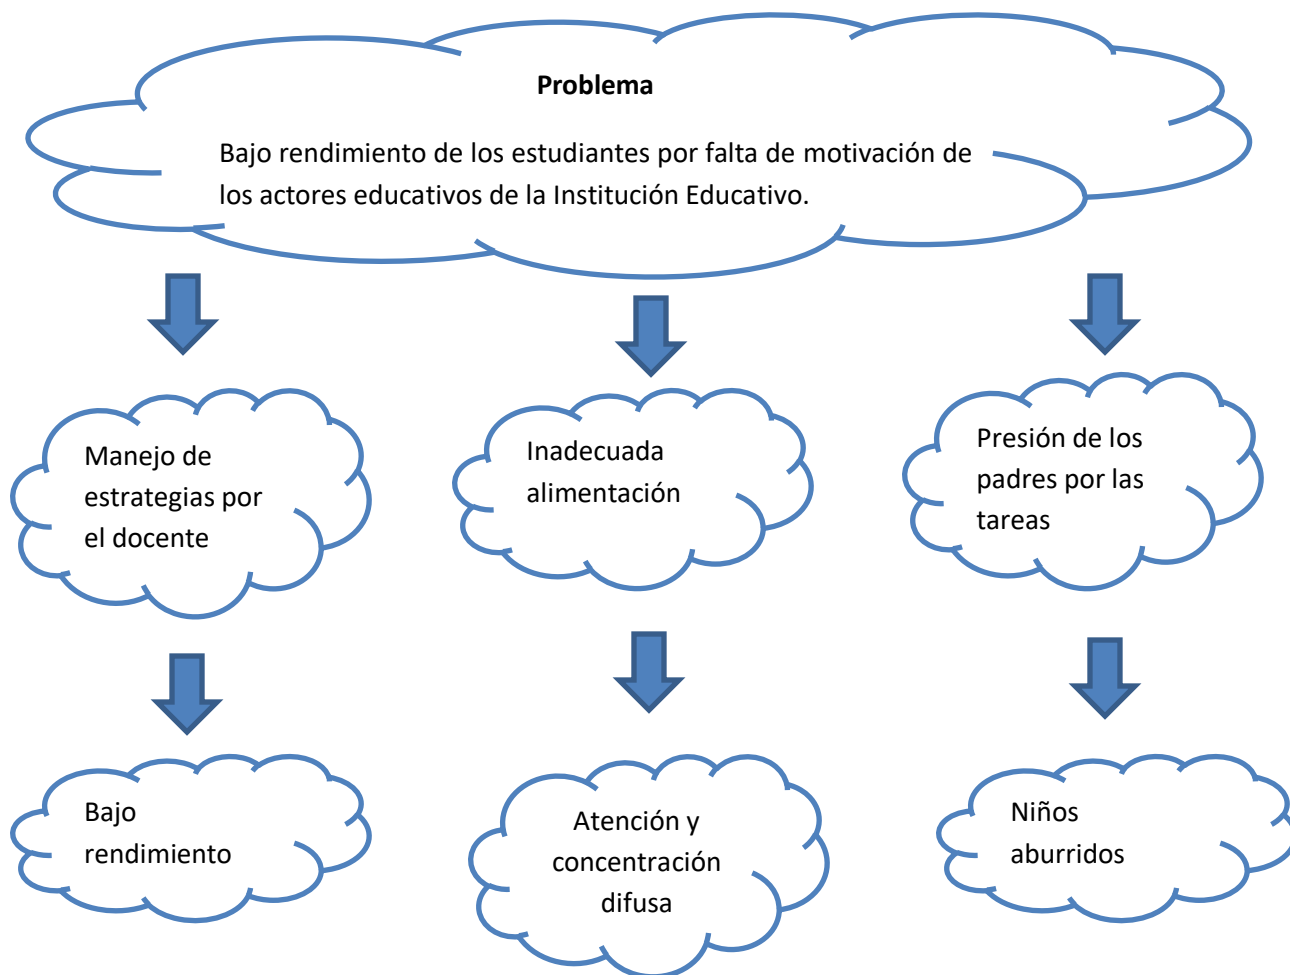 Problema
Bajo rendimiento de los estudiantes por falta de motivación de
los actores educativos de la Institución Educativo.
Manejo de
estrategias por
el docente
Inadecuada
alimentación
Presión de los
padres por las
tareas
Bajo
rendimiento
Atención y
concentración
difusa
Niños
aburridos